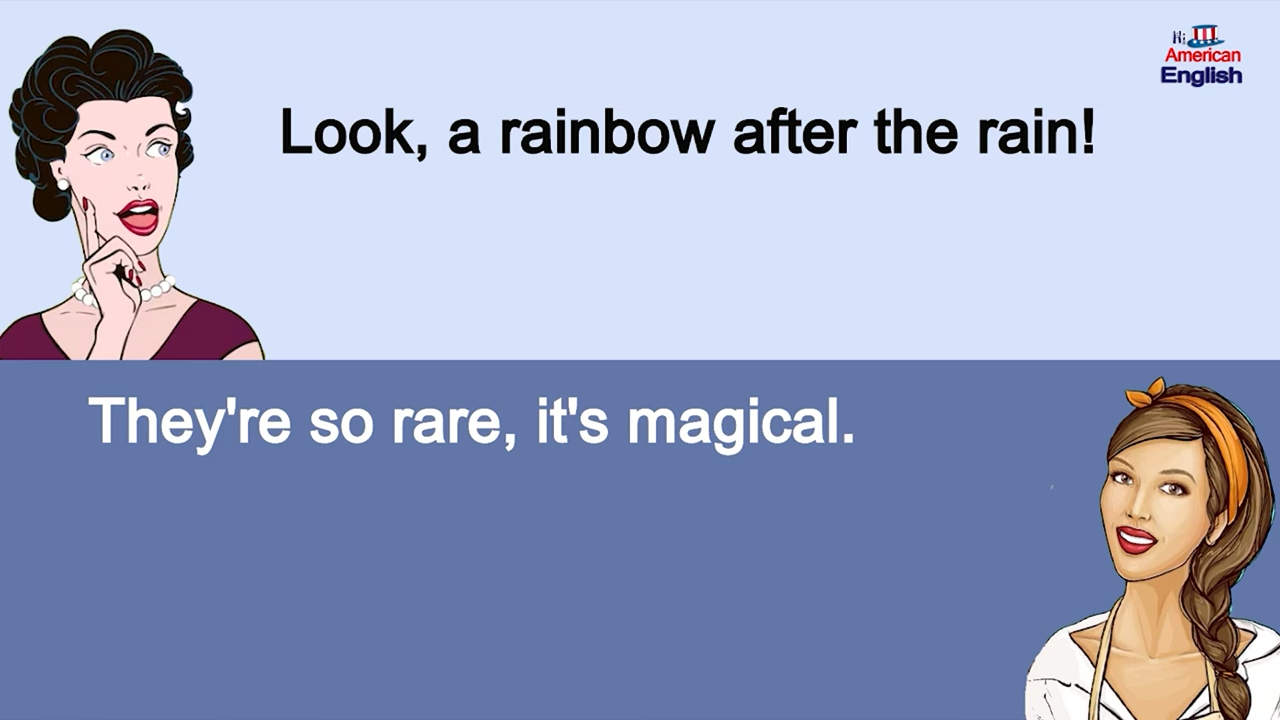 Hi
American
English
Look, a rainbow after the rain!
They're so rare, it's magical.